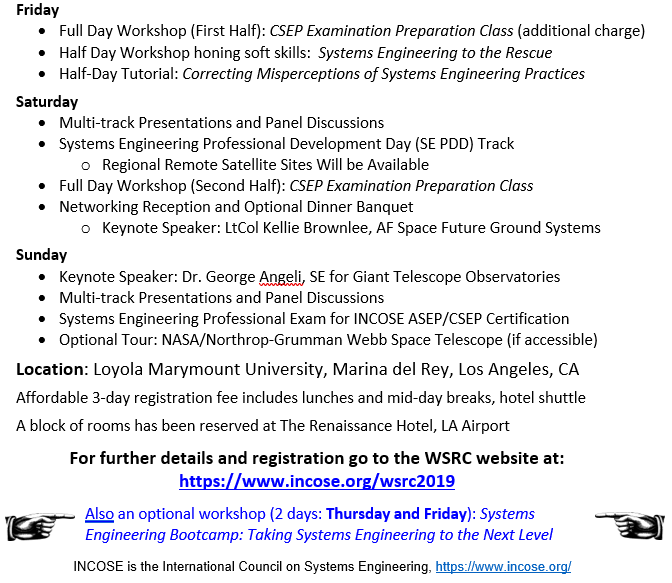 Friday
• Full Day Workshop (First Half): CSEP Examination Preparation Class (additional charge)
• Half Day Workshop honing soft skills: Systems Engineering to the Rescue
• Half-Day Tutorial: Correcting Misperceptions of Systems Engineering Practices
Saturday
• Multi-track Presentations and Panel Discussions
• Systems Engineering Professional Development Day (SE PDD) Track
o Regional Remote Satellite Sites Will be Available
• Full Day Workshop (Second Half): CSEP Examination Preparation Class
• Networking Reception and Optional Dinner Banquet
o Keynote Speaker: LtCol Kellie Brownlee, AF Space Future Ground Systems
Sunday
• Keynote Speaker: Dr. George Angeli, SE for Giant Telescope Observatories
• Multi-track Presentations and Panel Discussions
• Systems Engineering Professional Exam for INCOSE ASEP/CSEP Certification
• Optional Tour: NASA/Northrop-Grumman Webb Space Telescope (if accessible)
Location: Loyola Marymount University, Marina del Rey, Los Angeles, CA
Affordable 3-day registration fee includes lunches and mid-day breaks, hotel shuttle
A block of rooms has been reserved at The Renaissance Hotel, LA Airport
For further details and registration go to the WSRC website at:
https://www.incose.org/wsrc2019
Also an optional workshop (2 days: Thursday and Friday): Systems
Engineering Bootcamp: Taking Systems Engineering to the Next Level
INCOSE is the International Council on Systems Engineering, https://www.incose.org/